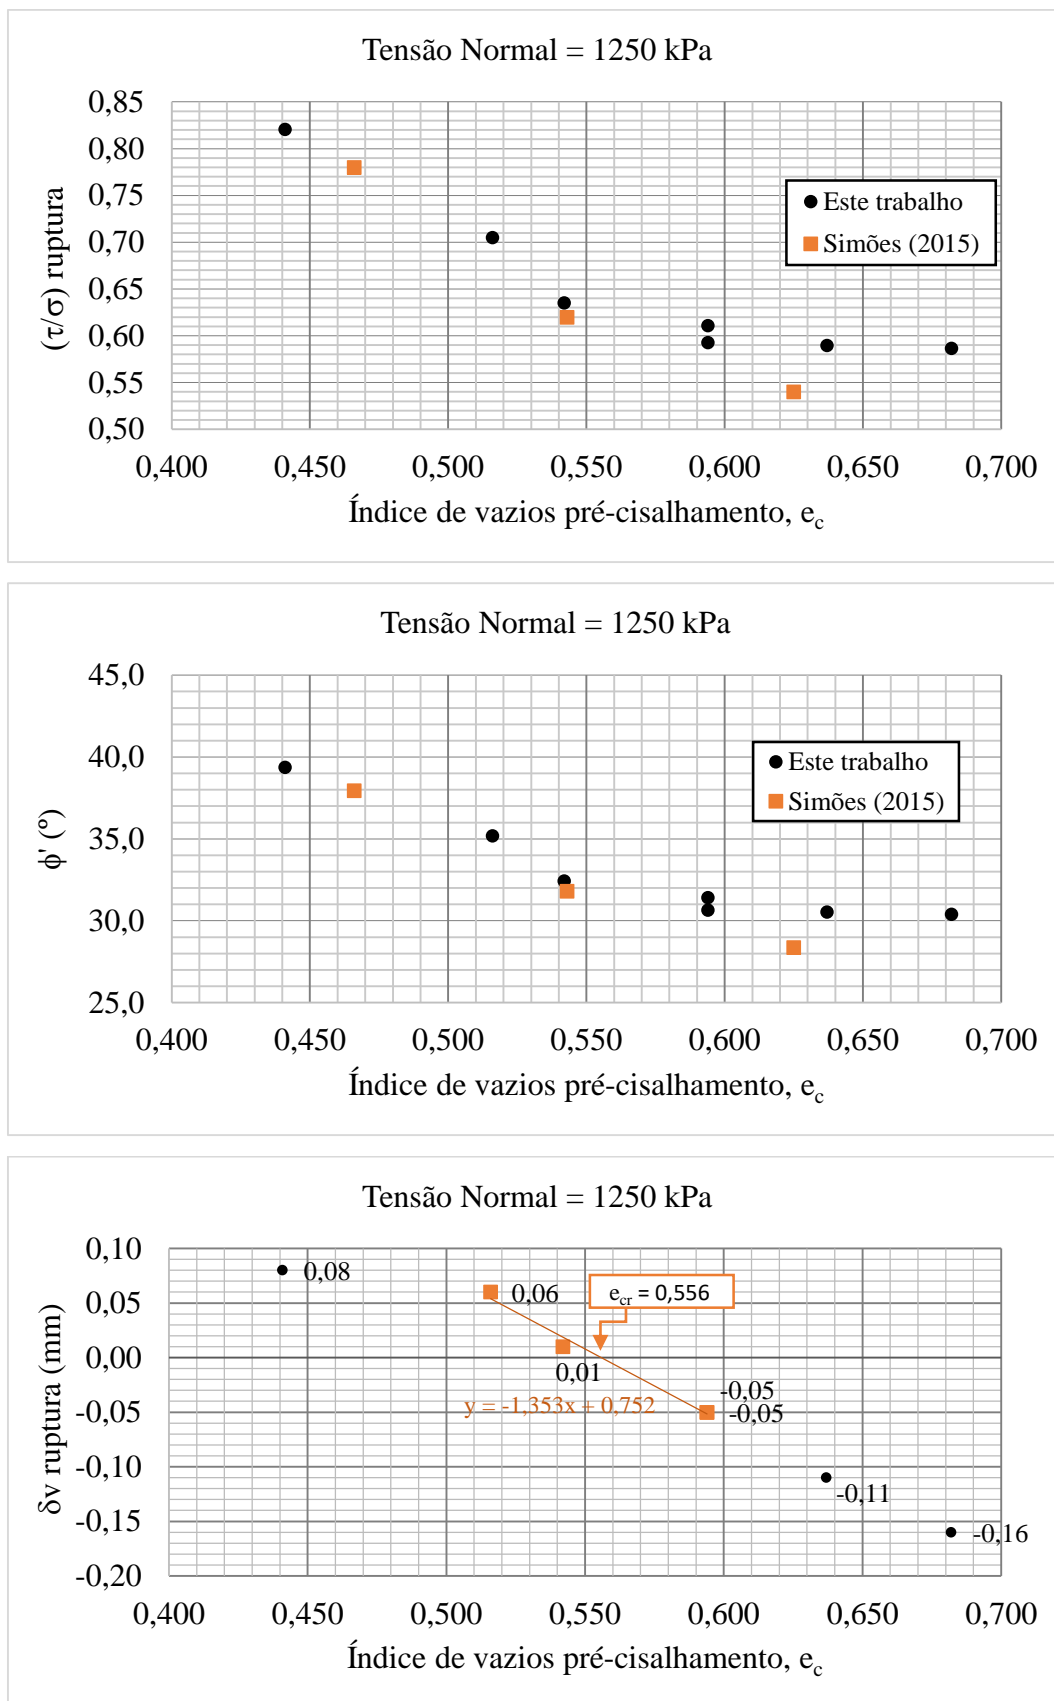 Tensão Normal = 1250 kPa
0,85
0,80
0,75
0,70
0,65
0,60
0,55
0,50
(τ/σ) ruptura
Este trabalho
Simões (2015)
0,400 0,450 0,500 0,550 0,600 0,650 0,700
Índice de vazios pré-cisalhamento, ec
Tensão Normal = 1250 kPa
45,0
40,0
35,0
30,0
25,0
ϕ' (º)
Este trabalho
Simões (2015)
0,400 0,450 0,500 0,550 0,600 0,650 0,700
Índice de vazios pré-cisalhamento, ec
Tensão Normal = 1250 kPa
0,10
0,05
0,00
-0,05
-0,10
-0,15
-0,20
δv ruptura (mm)
0,08
0,06
ecr = 0,556
0,01
y = -1,353x + 0,752
-0,05
-0,05
-0,11
-0,16
0,400 0,450 0,500 0,550 0,600 0,650 0,700
Índice de vazios pré-cisalhamento, ec